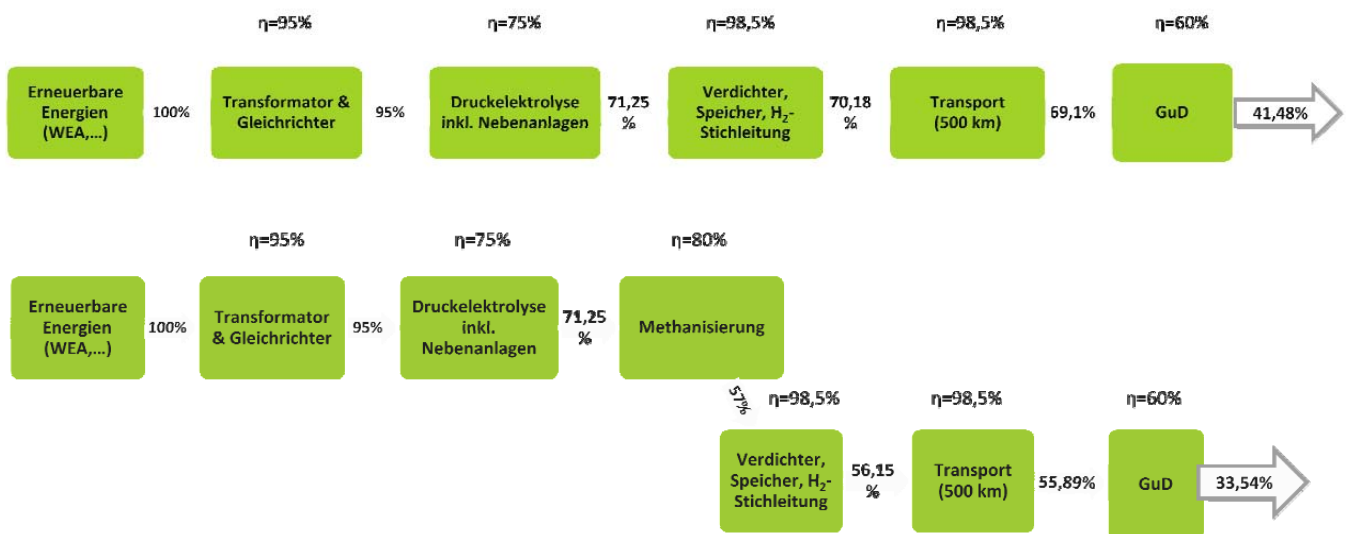 η=95%
η=75%
η=98,5%
η=98,5%
η=60%
Erneuerbare
Energien
(WEA,...)
100%
Transformator &
Gleichrichter
95%
Druckelektrolyse
inkl. Nebenanlagen
71,25
%
Verdichter,
Speicher, H₂-
Stichleitung
70,18
%
Transport
(500 km)
69,1%
GuD
41,48%
η=95%
η=75%
η=80%
Erneuerbare
Energien
(WEA,...)
100%
Transformator
& Gleichrichter
95%
Druckelektrolyse
inkl.
Nebenanlagen
71,25
%
Methanisierung
57%
η=98,5%
η=98,5%
η=60%
Verdichter,
Speicher, H₂-
Stichleitung
56,15
%
Transport
(500 km)
55,89%
GuD
33,54%